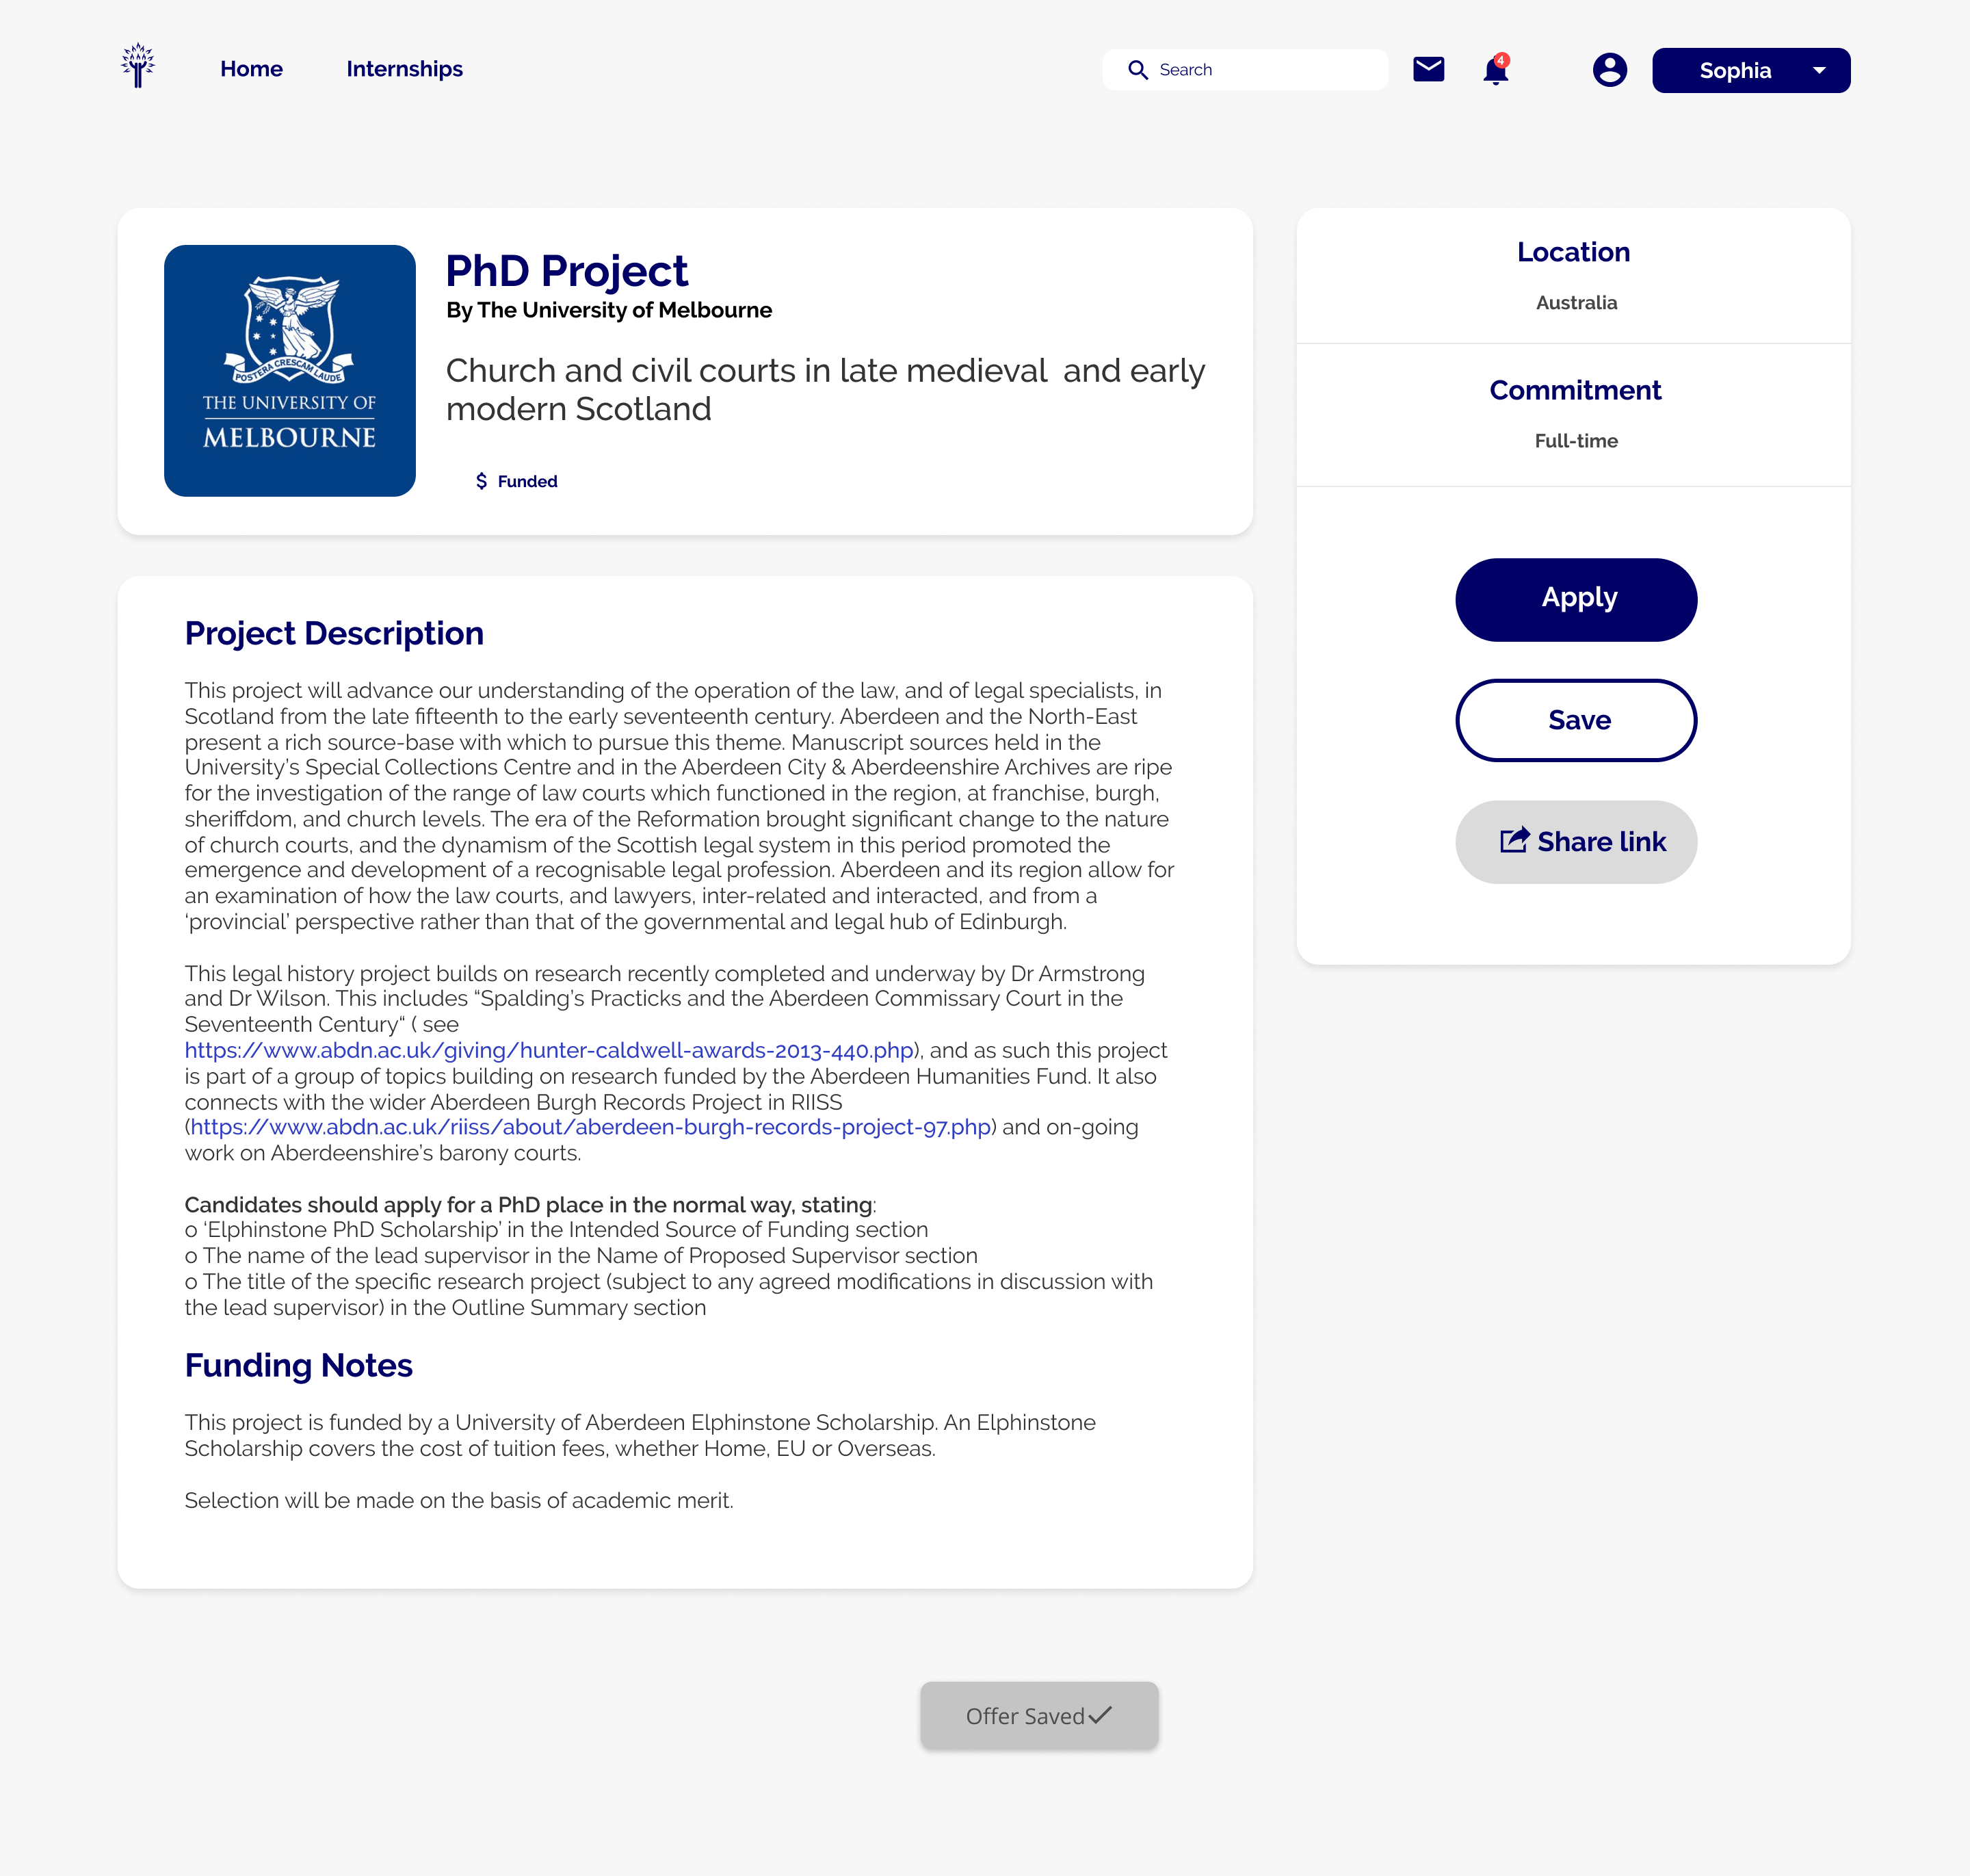 Home
Internships
Search
4
Sophia
POSTERA CRESCAM LAUDE
THE UNIVERSITY OF
MELBOURNE
PhD Project
By The University of Melbourne
Church and civil courts in late medieval  and early
modern Scotland
$ Funded
Location
Australia
Commitment
Full-time
Apply
Save
Share link
Project Description
This project will advance our understanding of the operation of the law, and of legal specialists, in
Scotland from the late fifteenth to the early seventeenth century. Aberdeen and the North-East
present a rich source-base with which to pursue this theme. Manuscript sources held in the
University’s Special Collections Centre and in the Aberdeen City & Aberdeenshire Archives are ripe
for the investigation of the range of law courts which functioned in the region, at franchise, burgh,
sheriffdom, and church levels. The era of the Reformation brought significant change to the nature
of church courts, and the dynamism of the Scottish legal system in this period promoted the
emergence and development of a recognisable legal profession. Aberdeen and its region allow for
an examination of how the law courts, and lawyers, inter-related and interacted, and from a
‘provincial’ perspective rather than that of the governmental and legal hub of Edinburgh.
This legal history project builds on research recently completed and underway by Dr Armstrong
and Dr Wilson. This includes “Spalding’s Practicks and the Aberdeen Commissary Court in the
Seventeenth Century“ ( see
https://www.abdn.ac.uk/giving/hunter-caldwell-awards-2013-440.php), and as such this project
is part of a group of topics building on research funded by the Aberdeen Humanities Fund. It also
connects with the wider Aberdeen Burgh Records Project in RIISS
(https://www.abdn.ac.uk/riiss/about/aberdeen-burgh-records-project-97.php) and on-going
work on Aberdeenshire’s barony courts.
Candidates should apply for a PhD place in the normal way, stating:
o ‘Elphinstone PhD Scholarship’ in the Intended Source of Funding section
o The name of the lead supervisor in the Name of Proposed Supervisor section
o The title of the specific research project (subject to any agreed modifications in discussion with
the lead supervisor) in the Outline Summary section
Funding Notes
This project is funded by a University of Aberdeen Elphinstone Scholarship. An Elphinstone
Scholarship covers the cost of tuition fees, whether Home, EU or Overseas.
Selection will be made on the basis of academic merit.
Offer Saved